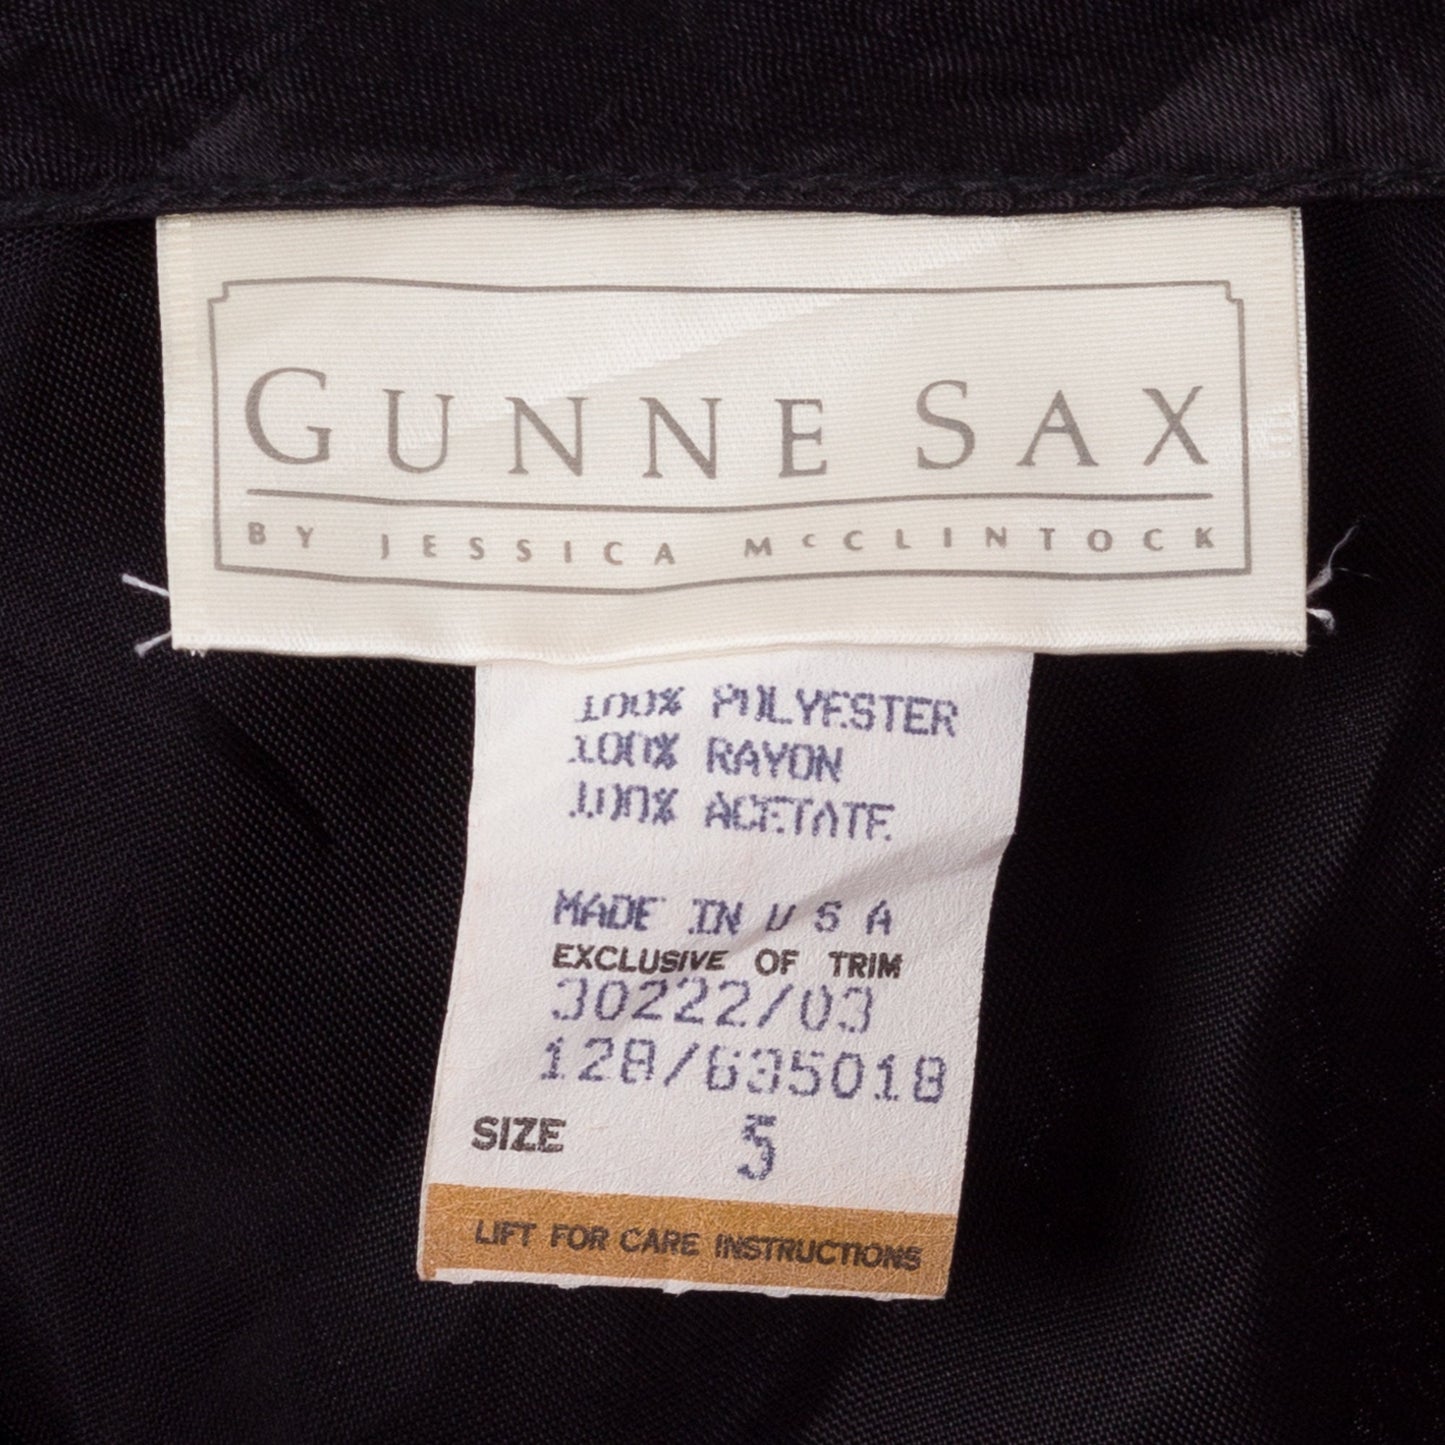 GUNNE SAX
BY JESSICA McCLINTOCK
100% POLYESTER
100% RAYON
100% ACETATE
MADE IN U S A
EXCLUSIVE OF TRIM
30222/03
128/635018
SIZE 5
LIFT FOR CARE INSTRUCTIONS